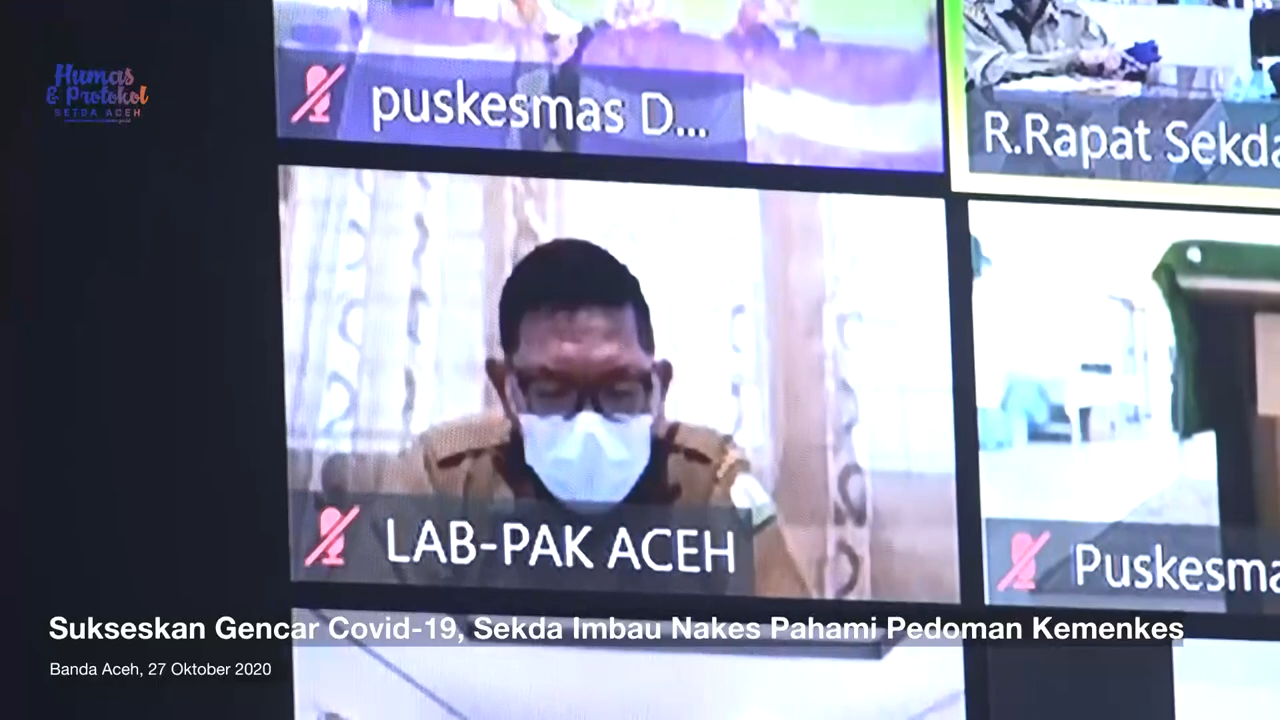 Humas
& Protokol
SETDA ACEH
puskesmas D...
R.Rapat Sekda
LAB-PAK ACEH
Puskesma
Sukseskan Gencar Covid-19, Sekda Imbau Nakes Pahami Pedoman Kemenkes
Banda Aceh, 27 Oktober 2020